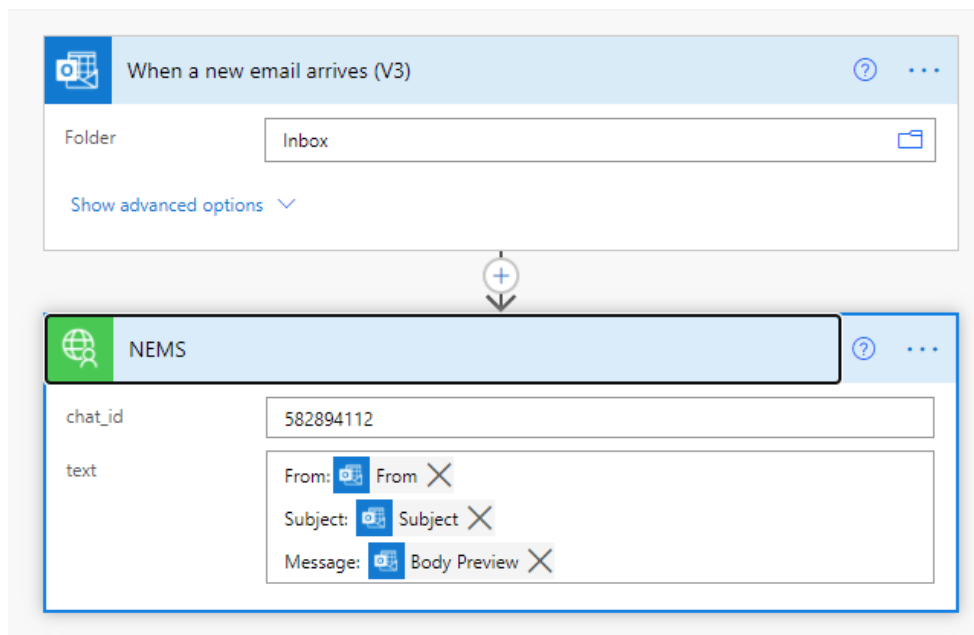 When a new email arrives (V3)
Folder
Inbox
Show advanced options
NEMS
chat_id
582894112
text
From: From
Subject: Subject
Message: Body Preview